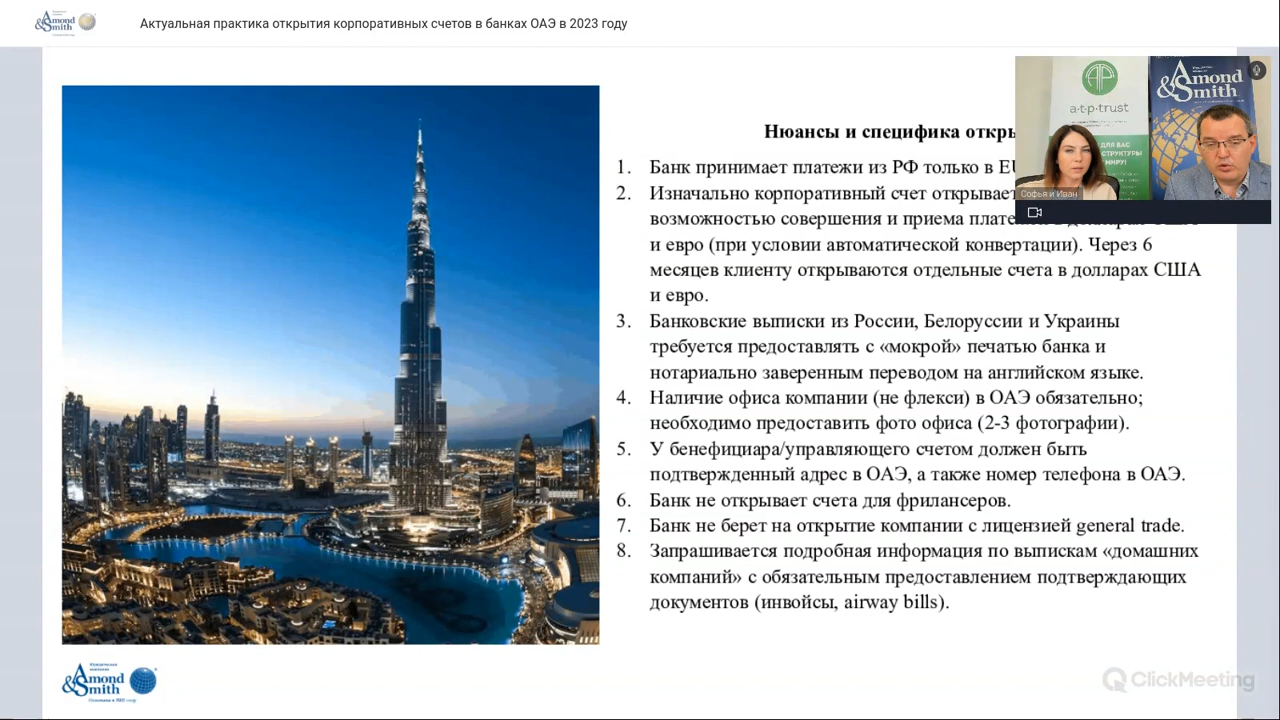 Amond
&Smith
Актуальная практика открытия корпоративных счетов в банках ОАЭ в 2023 году
Нюансы и специфика
1. Банк принимает платежи из РФ только в
2. Изначально корпоративный счет
возможностью совершения и приема
и евро (при условии автоматической конвертации). Через 6
месяцев клиенту открываются отдельные счета в долларах США
и евро.
3. Банковские выписки из России, Белоруссии и Украины
требуется предоставлять с «мокрой» печатью банка и
нотариально заверенным переводом на английском языке.
4. Наличие офиса компании (не флекси) в ОАЭ обязательно;
необходимо предоставить фото офиса (2-3 фотографии).
5. У бенефициара/управляющего счетом должен быть
подтвержденный адрес в ОАЭ, а также номер телефона в ОАЭ.
6. Банк не открывает счета для фрилансеров.
7. Банк не берет на открытие компании с лицензией general trade.
8. Запрашивается подробная информация по выпискам «домашних
компаний» с обязательным предоставлением подтверждающих
документов (инвойсы, airway bills).
a·t·p·trust
ДЛЯ ВАС
СТРУКТУРЫ
МИРУ!
Amond
&Smith
Софья и Иван
Amond
&Smith
ClickMeeting